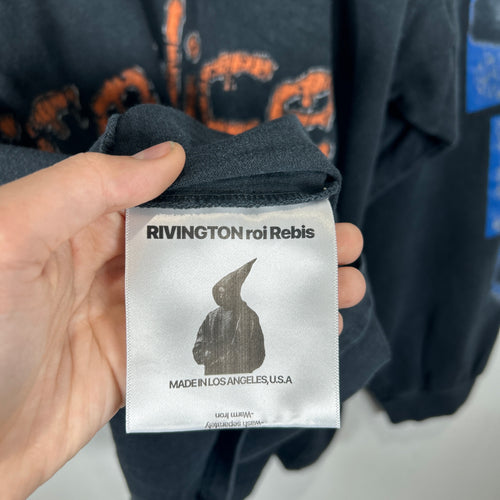 RIVINGTON roi Rebis
MADE IN LOS ANGELES, U.S.A
-Warm Iron
-wash separately